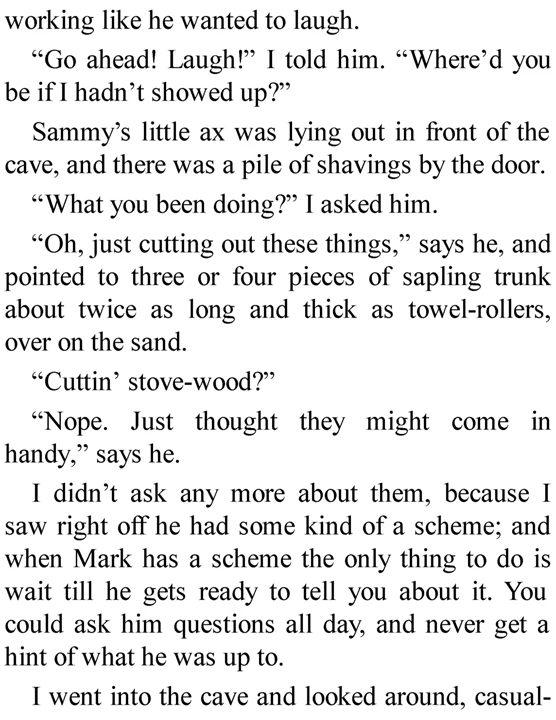 working like he wanted to laugh.
“Go ahead! Laugh!” I told him. “Where’d you
be if I hadn’t showed up?”
Sammy’s little ax was lying out in front of the
cave, and there was a pile of shavings by the door.
“What you been doing?” I asked him.
“Oh, just cutting out these things,” says he, and
pointed to three or four pieces of sapling trunk
about twice as long and thick as towel-rollers,
over on the sand.
“Cuttin’ stove-wood?”
“Nope. Just thought they might come in
handy,” says he.
I didn’t ask any more about them, because I
saw right off he had some kind of a scheme; and
when Mark has a scheme the only thing to do is
wait till he gets ready to tell you about it. You
could ask him questions all day, and never get a
hint of what he was up to.
I went into the cave and looked around, casual-